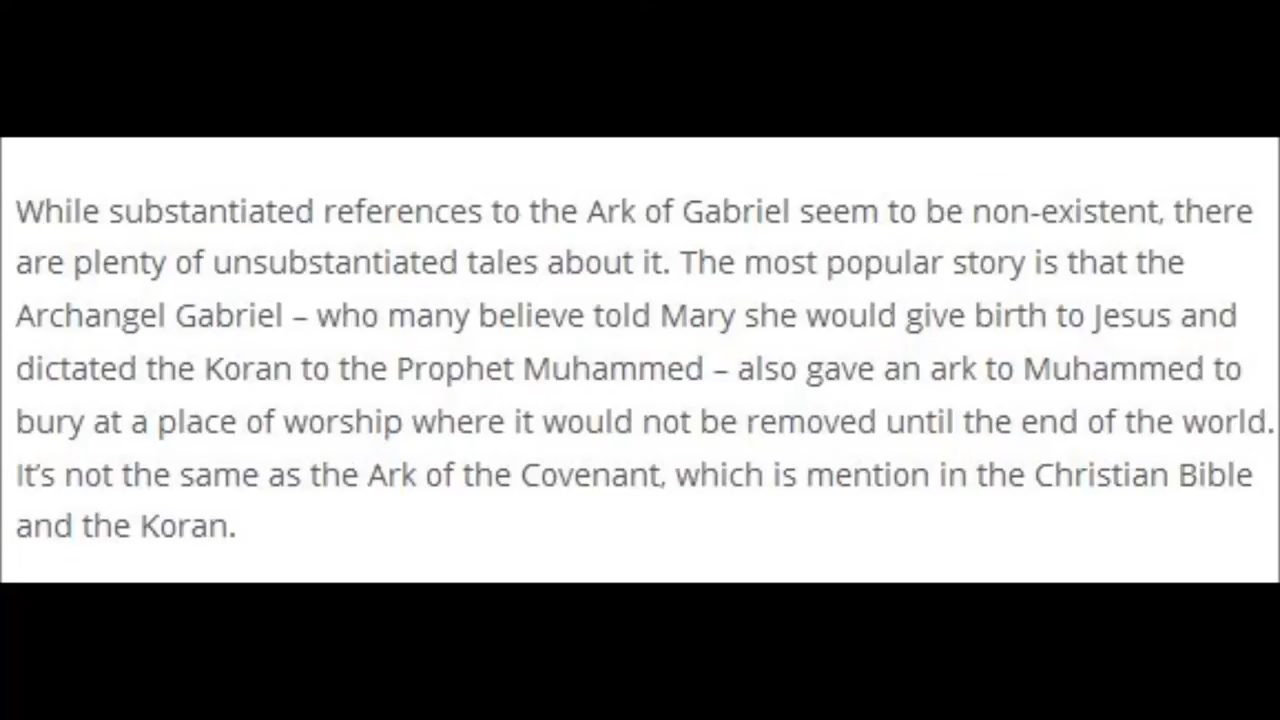 While substantiated references to the Ark of Gabriel seem to be non-existent, there
are plenty of unsubstantiated tales about it. The most popular story is that the
Archangel Gabriel – who many believe told Mary she would give birth to Jesus and
dictated the Koran to the Prophet Muhammed – also gave an ark to Muhammed to
bury at a place of worship where it would not be removed until the end of the world.
It’s not the same as the Ark of the Covenant, which is mention in the Christian Bible
and the Koran.